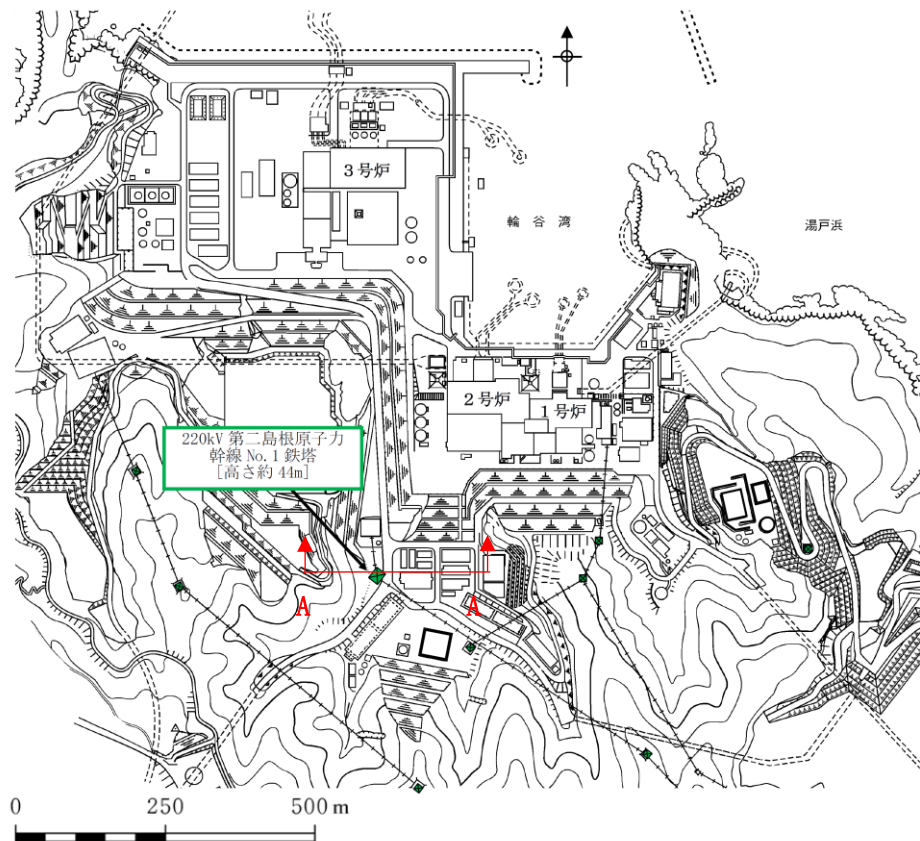 3号炉
輪谷湾
湯戸浜
2号炉
1号炉
220kV 第二島根原子力
幹線 No.1 鉄塔
[高さ約 44m]
A
A
0
250
500 m